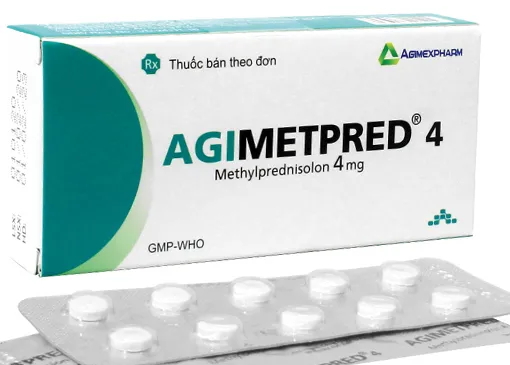 Rx Thuốc bán theo đơn
AGIMEXPHARM
AGIMETPRED® 4
Methylprednisolon 4 mg
GMP-WHO
AGIMETPRED® 4